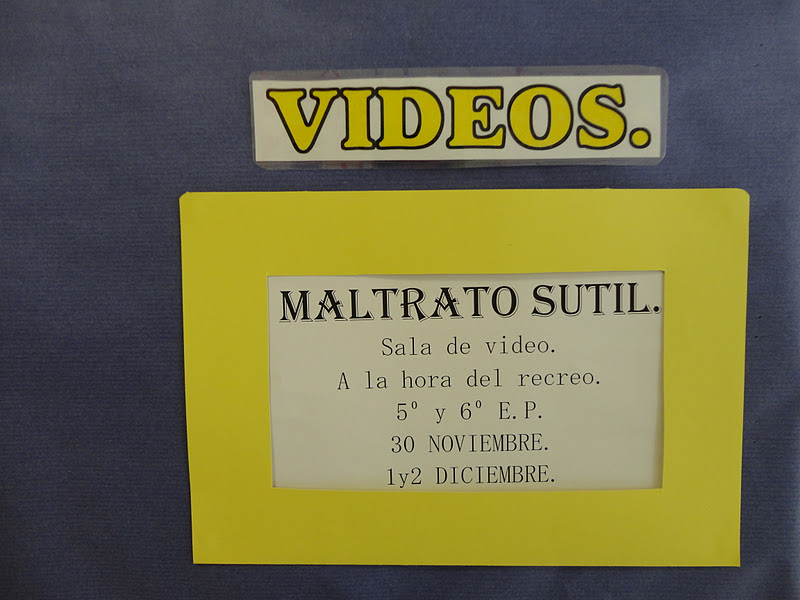 VIDEOS.
MALTRATO SUTIL.
Sala de video.
A la hora del recreo.
5º y 6º E.P.
30 NOVIEMBRE.
1y2 DICIEMBRE.